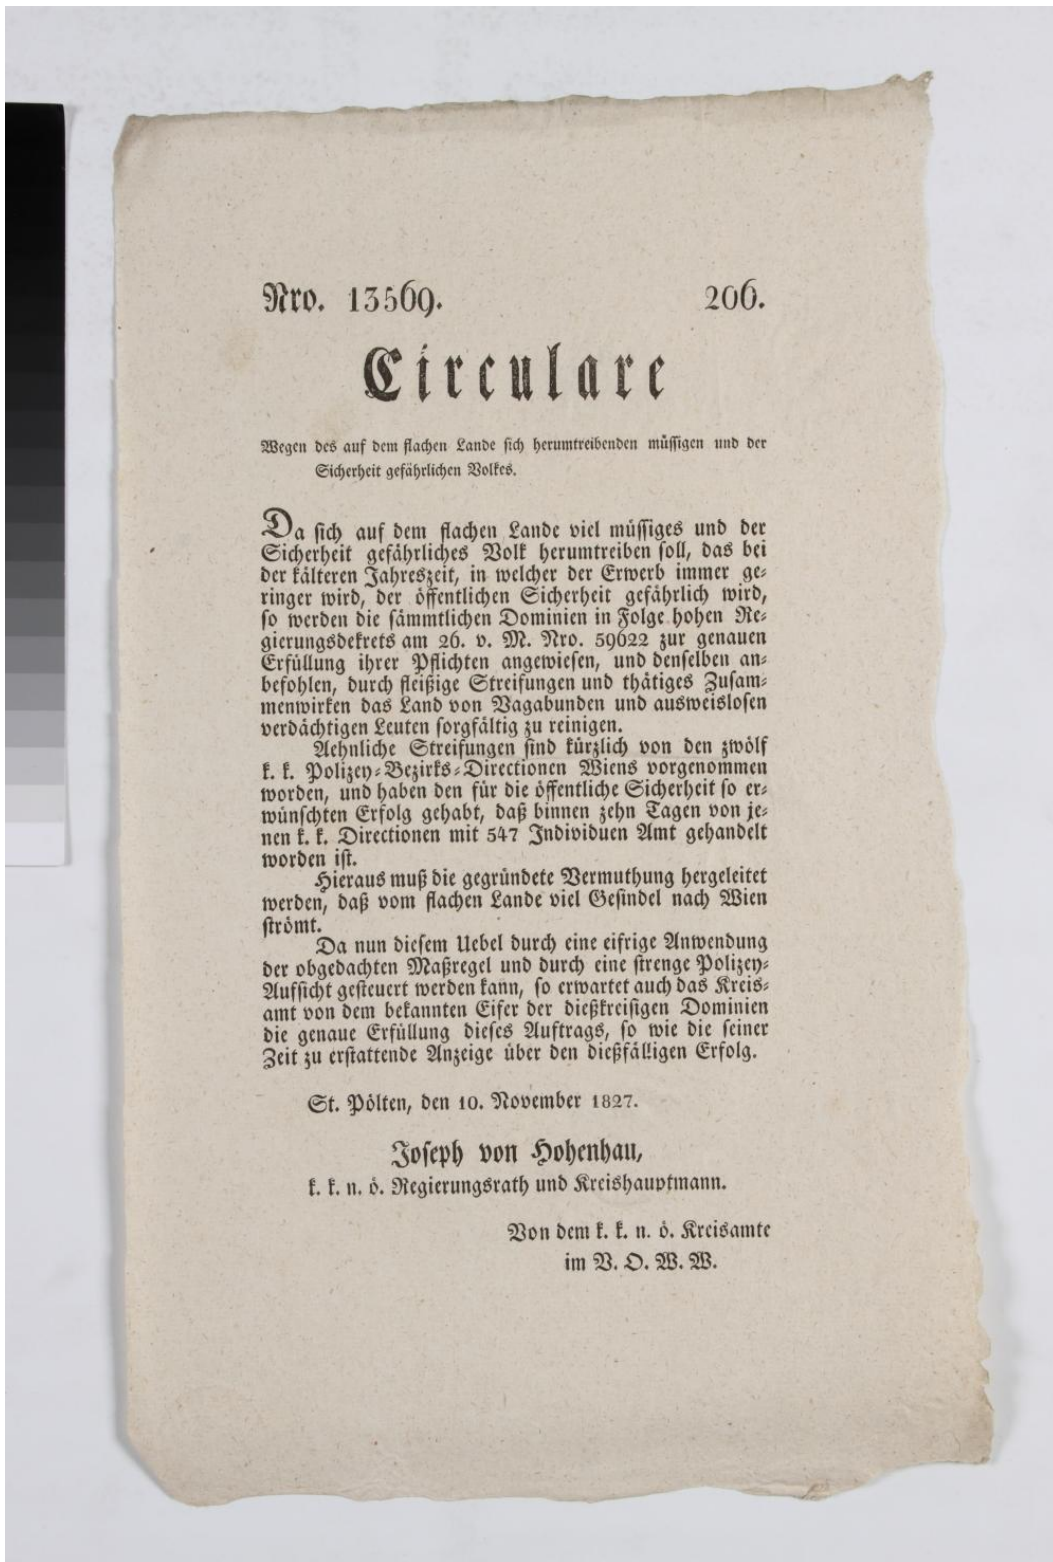 Nro. 13569. 206.
Circulare
Wegen des auf dem flachen Lande sich herumtreibenden müssigen und der
Sicherheit gefährlichen Volkes.
Da sich auf dem flachen Lande viel müssiges und der
Sicherheit gefährliches Volk herumtreiben soll, das bei
der kälteren Jahreszeit, in welcher der Erwerb immer ge-
ringer wird, der öffentlichen Sicherheit gefährlich wird,
so werden die sämmtlichen Dominien in Folge hohen Re-
gierungsdekrets am 26. v. M. Nro. 59622 zur genauen
Erfüllung ihrer Pflichten angewiesen, und denselben an-
befohlen, durch fleißige Streifungen und thätiges Zusam-
menwirken das Land von Vagabunden und ausweislosen
verdächtigen Leuten sorgfältig zu reinigen.
Aehnliche Streifungen sind kürzlich von den zwölf
k. k. Polizey-Bezirks-Directionen Wiens vorgenommen
worden, und haben den für die öffentliche Sicherheit so er-
wünschten Erfolg gehabt, daß binnen zehn Tagen von je-
nen k. k. Directionen mit 547 Individuen Amt gehandelt
worden ist.
Hieraus muß die gegründete Vermuthung hergeleitet
werden, daß vom flachen Lande viel Gesindel nach Wien
strömt.
Da nun diesem Uebel durch eine eifrige Anwendung
der obgedachten Maßregel und durch eine strenge Polizey-
Aufsicht gesteuert werden kann, so erwartet auch das Kreis-
amt von dem bekannten Eifer der dießkreisigen Dominien
die genaue Erfüllung dieses Auftrags, so wie die seiner
Zeit zu erstattende Anzeige über den dießfälligen Erfolg.
St. Pölten, den 10. November 1827.
Joseph von Hohenhau,
k. k. n. ö. Regierungsrath und Kreishauptmann.
Von dem k. k. n. ö. Kreisamte
im V. O. W. W.